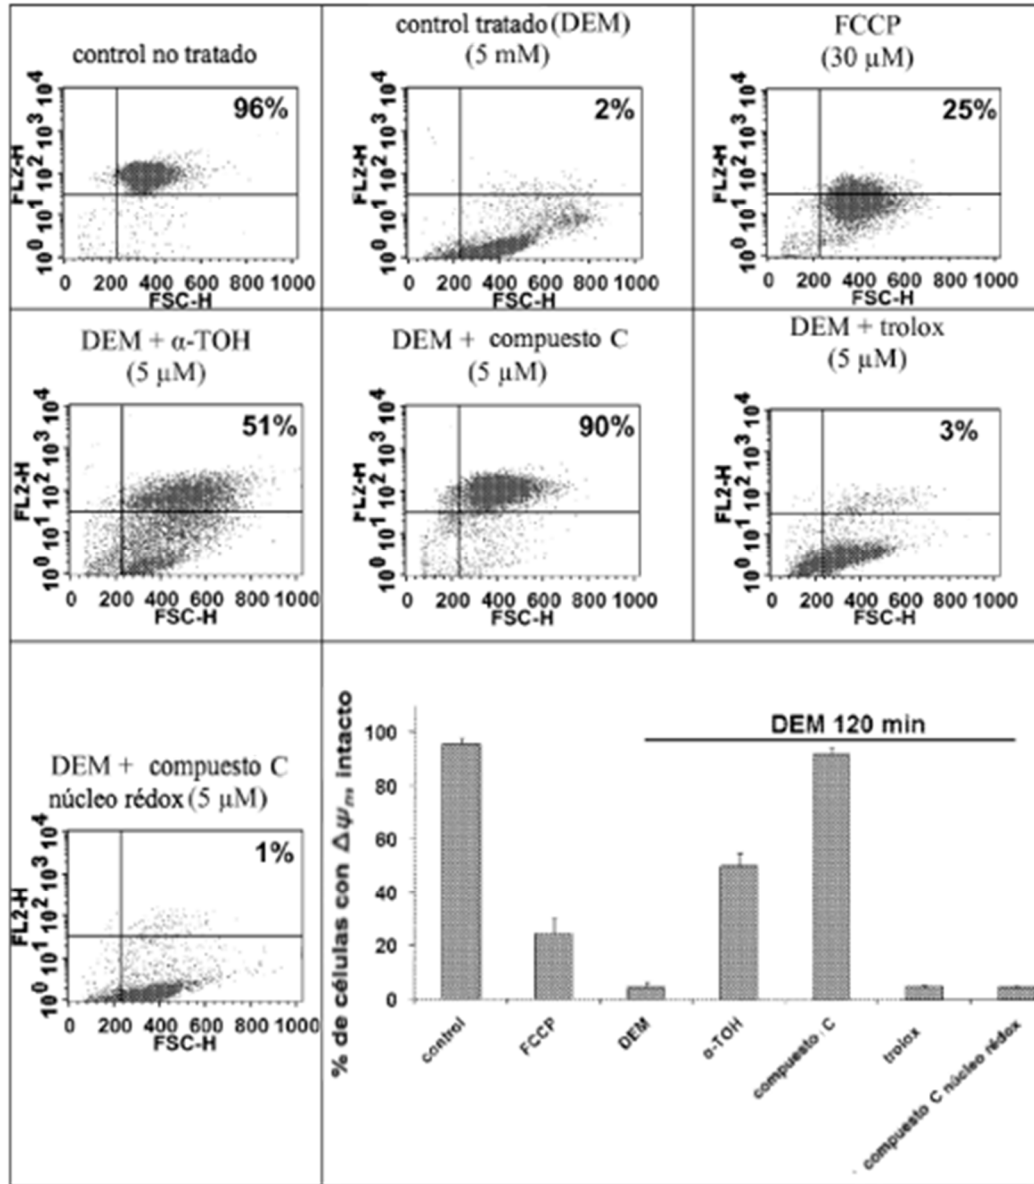 control no tratado
96%
FL2-H
10⁰ 10¹ 10² 10³ 10⁴
0 200 400 600 800 1000
FSC-H
control tratado (DEM)
(5 mM)
2%
FL2-H
10⁰ 10¹ 10² 10³ 10⁴
0 200 400 600 800 1000
FSC-H
FCCP
(30 µM)
25%
FL2-H
10⁰ 10¹ 10² 10³ 10⁴
0 200 400 600 800 1000
FSC-H
DEM + α-TOH
(5 µM)
51%
FL2-H
10⁰ 10¹ 10² 10³ 10⁴
0 200 400 600 800 1000
FSC-H
DEM + compuesto C
(5 µM)
90%
FL2-H
10⁰ 10¹ 10² 10³ 10⁴
0 200 400 600 800 1000
FSC-H
DEM + trolox
(5 µM)
3%
FL2-H
10⁰ 10¹ 10² 10³ 10⁴
0 200 400 600 800 1000
FSC-H
DEM + compuesto C
núcleo rédox (5 µM)
1%
FL2-H
10⁰ 10¹ 10² 10³ 10⁴
0 200 400 600 800 1000
FSC-H
% de células con Δψm intacto
100
80
60
40
20
0
DEM 120 min
control
FCCP
DEM
α-TOH
compuesto C
trolox
compuesto C núcleo rédox